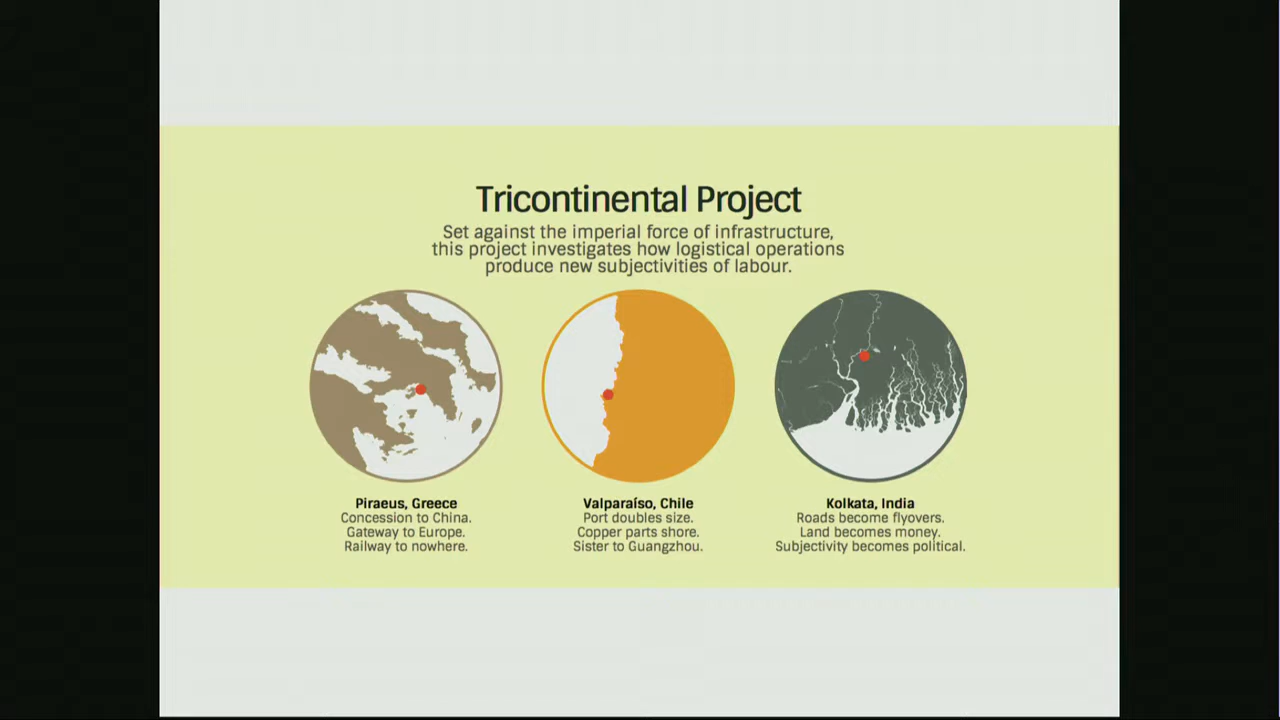 Tricontinental Project
Set against the imperial force of infrastructure,
this project investigates how logistical operations
produce new subjectivities of labour.
Piraeus, Greece
Concession to China.
Gateway to Europe.
Railway to nowhere.
Valparaíso, Chile
Port doubles size.
Copper parts shore.
Sister to Guangzhou.
Kolkata, India
Roads become flyovers.
Land becomes money.
Subjectivity becomes political.